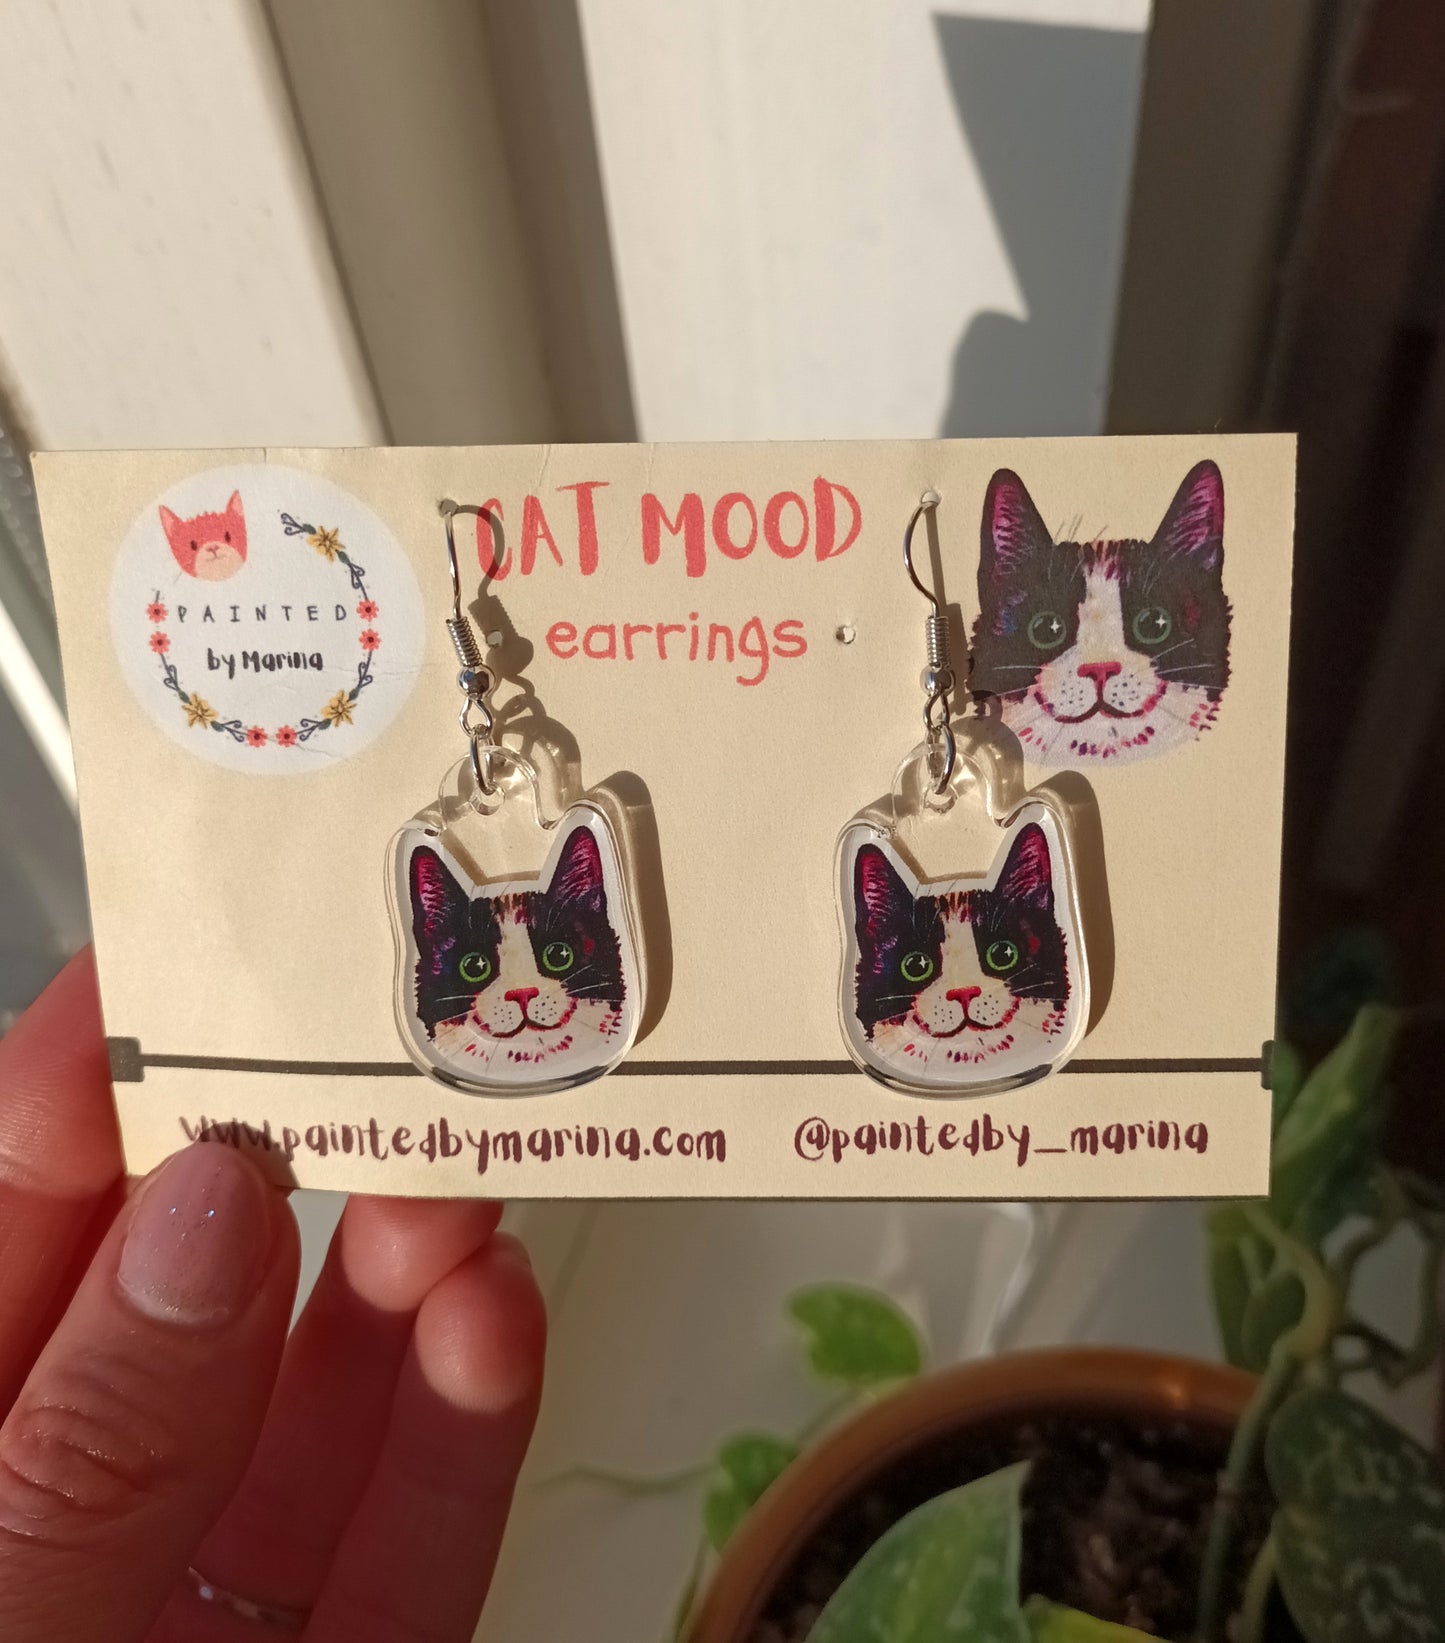 PAINTED
by Marina
CAT MOOD
earrings
www.paintedbymarina.com
@paintedby_marina